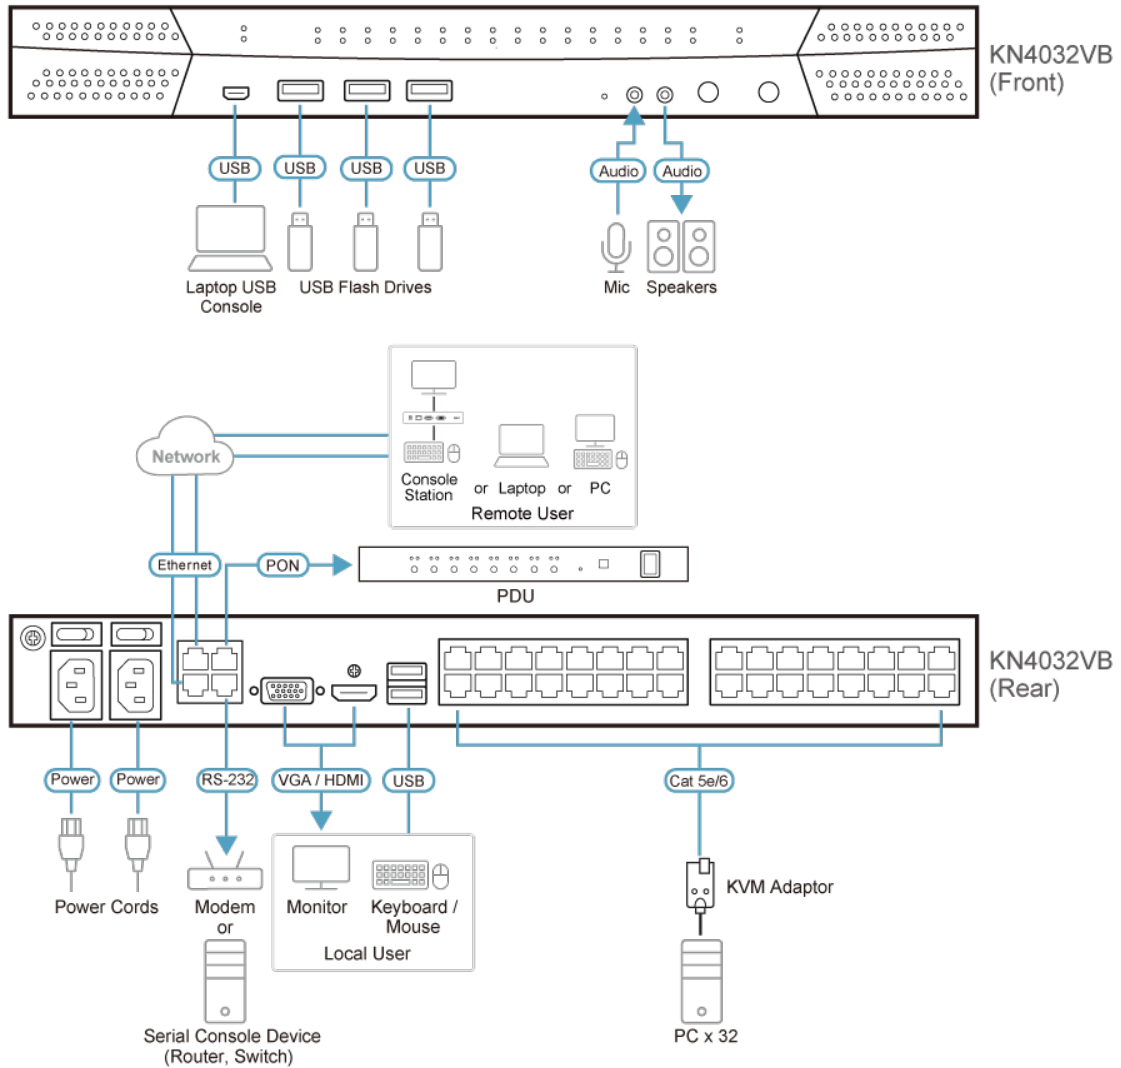 KN4032VB
(Front)
USB
USB
USB
USB
Audio
Audio
Laptop USB
Console
USB Flash Drives
Mic
Speakers
Network
Console
Station
or
Laptop
or
PC
Remote User
Ethernet
PON
PDU
KN4032VB
(Rear)
Power
Power
RS-232
VGA / HDMI
USB
Cat 5e/6
Power Cords
Modem
or
Monitor
Keyboard /
Mouse
Local User
KVM Adaptor
Serial Console Device
(Router, Switch)
PC x 32